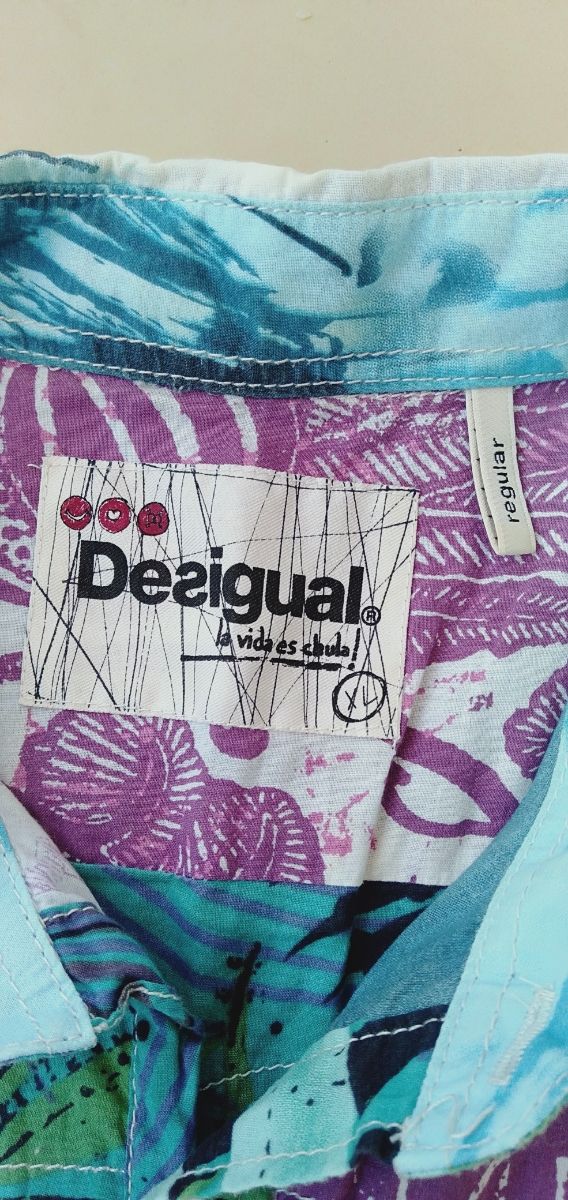 Desigual®
la vida es chula!
XL
regular